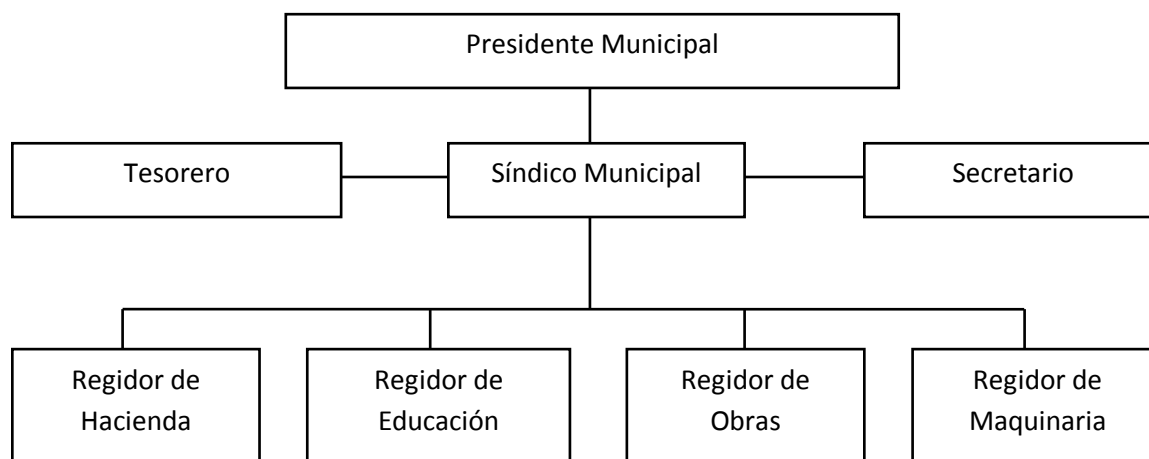 Presidente Municipal
Tesorero
Síndico Municipal
Secretario
Regidor de
Hacienda
Regidor de
Educación
Regidor de
Obras
Regidor de
Maquinaria